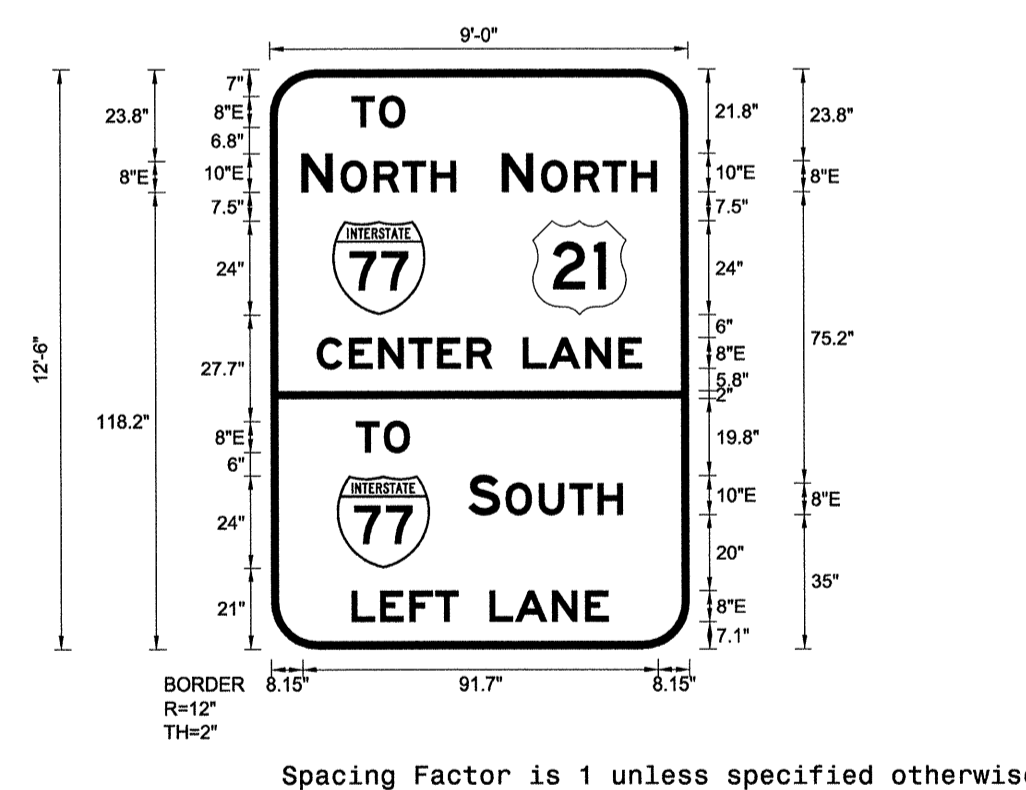 9'-0"
7"
23.8"
8"E
6.8"
8"E
10"E
7.5"
24"
12'-6"
27.7"
118.2"
8"E
6"
24"
21"
TO
NORTH NORTH
INTERSTATE
77
21
CENTER LANE
TO
INTERSTATE
77
SOUTH
LEFT LANE
21.8"
10"E
7.5"
24"
6"
8"E
5.8"
2"
19.8"
10"E
20"
8"E
7.1"
23.8"
8"E
75.2"
8"E
35"
BORDER
R=12"
TH=2"
8.15" 91.7" 8.15"
Spacing Factor is 1 unless specified